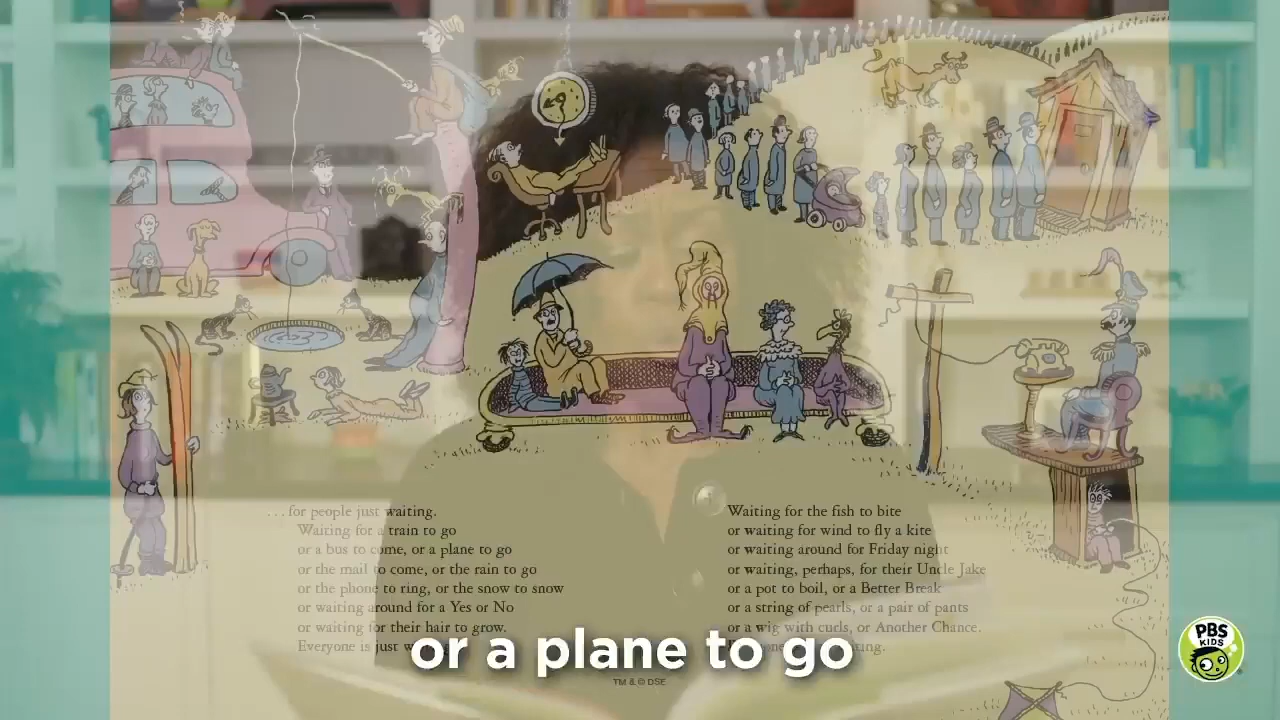 . . . for people just waiting.
Waiting for a train to go
or a bus to come, or a plane to go
or the mail to come, or the rain to go
or the phone to ring, or the snow to snow
or waiting around for a Yes or No
or waiting for their hair to grow.
Everyone is just w
Waiting for the fish to bite
or waiting for wind to fly a kite
or waiting around for Friday night
or waiting, perhaps, for their Uncle Jake
or a pot to boil, or a Better Break
or a string of pearls, or a pair of pants
or a wig with curls, or Another Chance.
or a plane to go
TM & © DSE
PBS
KIDS